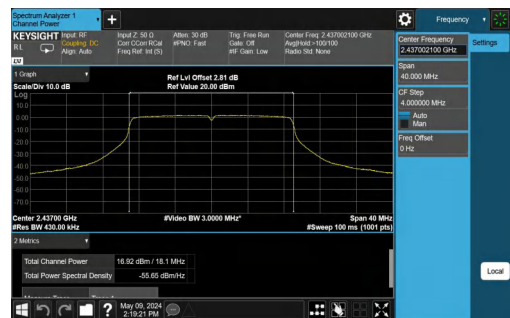 Spectrum Analyzer 1
Channel Power
+
Frequency
KEYSIGHT
RL
Input: RF
Coupling: DC
Align: Auto
Input Z: 50 Ω
Corr CCorr RCal
Freq Ref: Int (S)
Atten: 30 dB
#PNO: Fast
Trig: Free Run
Gate: Off
#IF Gain: Low
Center Freq: 2.437002100 GHz
Avg|Hold:>100/100
Radio Std: None
LW
Center Frequency
2.437002100 GHz
Settings
Span
40.000 MHz
CF Step
4.000000 MHz
Auto
Man
Freq Offset
0 Hz
1 Graph
Scale/Div 10.0 dB
Ref Lvl Offset 2.81 dB
Ref Value 20.00 dBm
Log
10.0
0.00
-10.0
-20.0
-30.0
-40.0
-50.0
-60.0
-70.0
Center 2.43700 GHz
#Res BW 430.00 kHz
#Video BW 3.0000 MHz*
Span 40 MHz
#Sweep 100 ms (1001 pts)
2 Metrics
Total Channel Power 16.92 dBm / 18.1 MHz
Total Power Spectral Density -55.65 dBm/Hz
Local
?
May 09, 2024
2:19:21 PM